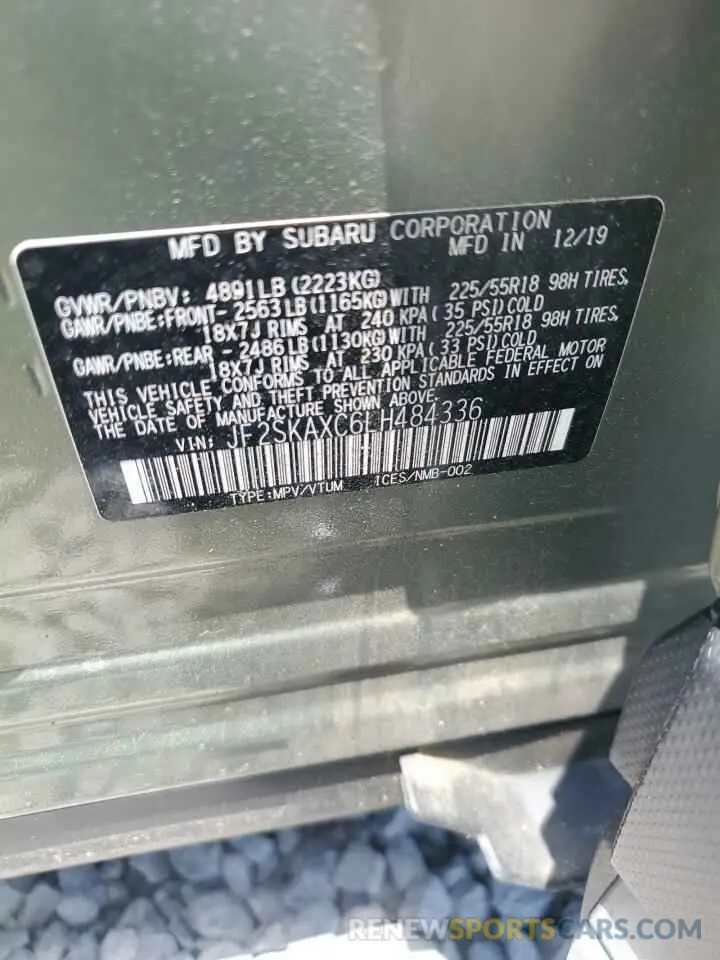 MFD BY SUBARU CORPORATION
MFD IN 12/19
GVWR/PNBV: 4891LB(2223KG)
GAWR/PNBE:FRONT- 2563LB(1165KG)WITH 225/55R18 98H TIRES,
18X7J RIMS AT 240 KPA( 35 PSI)COLD
GAWR/PNBE:REAR - 2486LB(1130KG)WITH 225/55R18 98H TIRES,
18X7J RIMS AT 230 KPA( 33 PSI)COLD
THIS VEHICLE CONFORMS TO ALL APPLICABLE FEDERAL MOTOR
VEHICLE SAFETY AND THEFT PREVENTION STANDARDS IN EFFECT ON
THE DATE OF MANUFACTURE SHOWN ABOVE.
VIN: JF2SKAXC6LH484336
TYPE:MPV/VTUM ICES/NMB-002
RENEWSALVAGEDAUTOS.COM